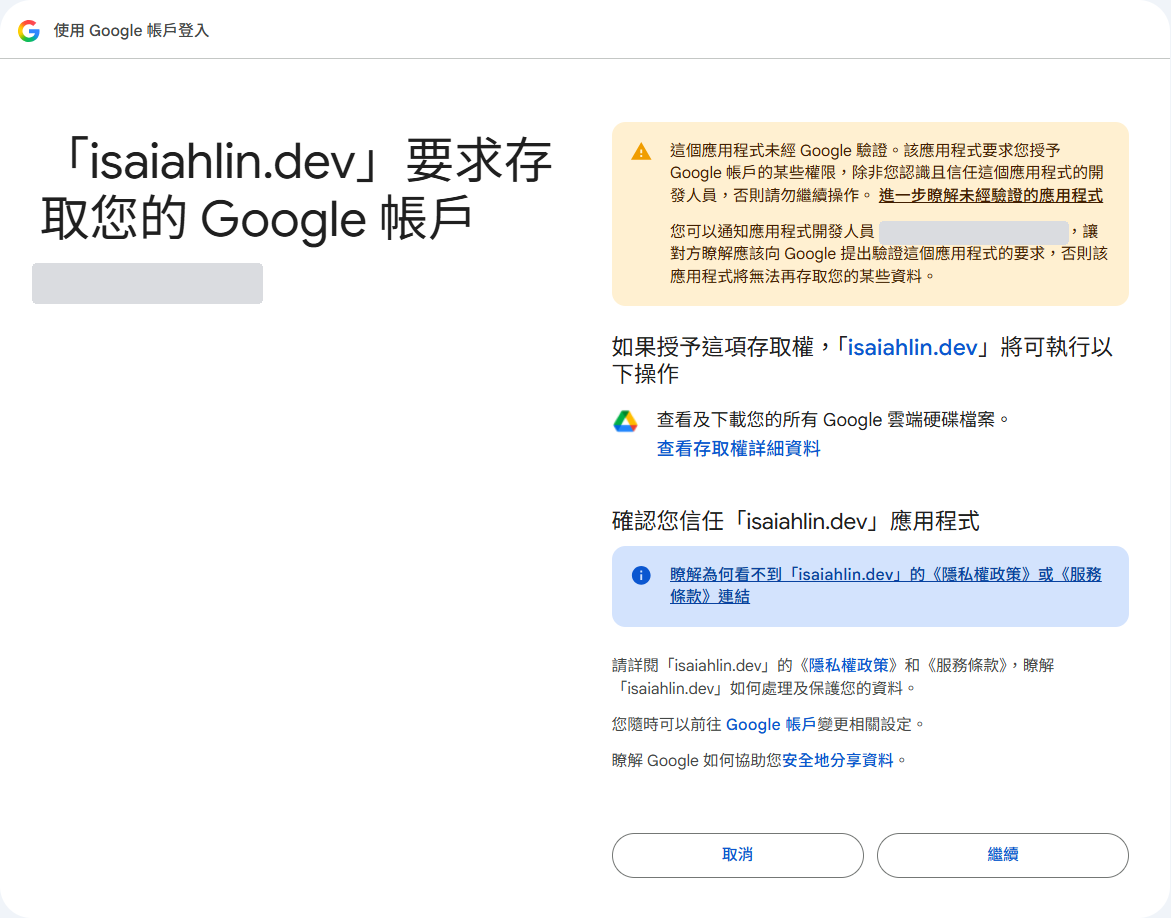 使用 Google 帳戶登入
「isaiahlin.dev」要求存
取您的 Google 帳戶
這個應用程式未經 Google 驗證。該應用程式要求您授予
Google 帳戶的某些權限，除非您認識且信任這個應用程式的開
發人員，否則請勿繼續操作。進一步瞭解未經驗證的應用程式
您可以通知應用程式開發人員 ，讓
對方瞭解應該向 Google 提出驗證這個應用程式的要求，否則該
應用程式將無法再存取您的某些資料。
如果授予這項存取權，「isaiahlin.dev」將可執行以
下操作
查看及下載您的所有 Google 雲端硬碟檔案。
查看存取權詳細資料
確認您信任「isaiahlin.dev」應用程式
瞭解為何看不到「isaiahlin.dev」的《隱私權政策》或《服務
條款》連結
請詳閱「isaiahlin.dev」的《隱私權政策》和《服務條款》，瞭解
「isaiahlin.dev」如何處理及保護您的資料。
您隨時可以前往 Google 帳戶變更相關設定。
瞭解 Google 如何協助您安全地分享資料。
取消
繼續